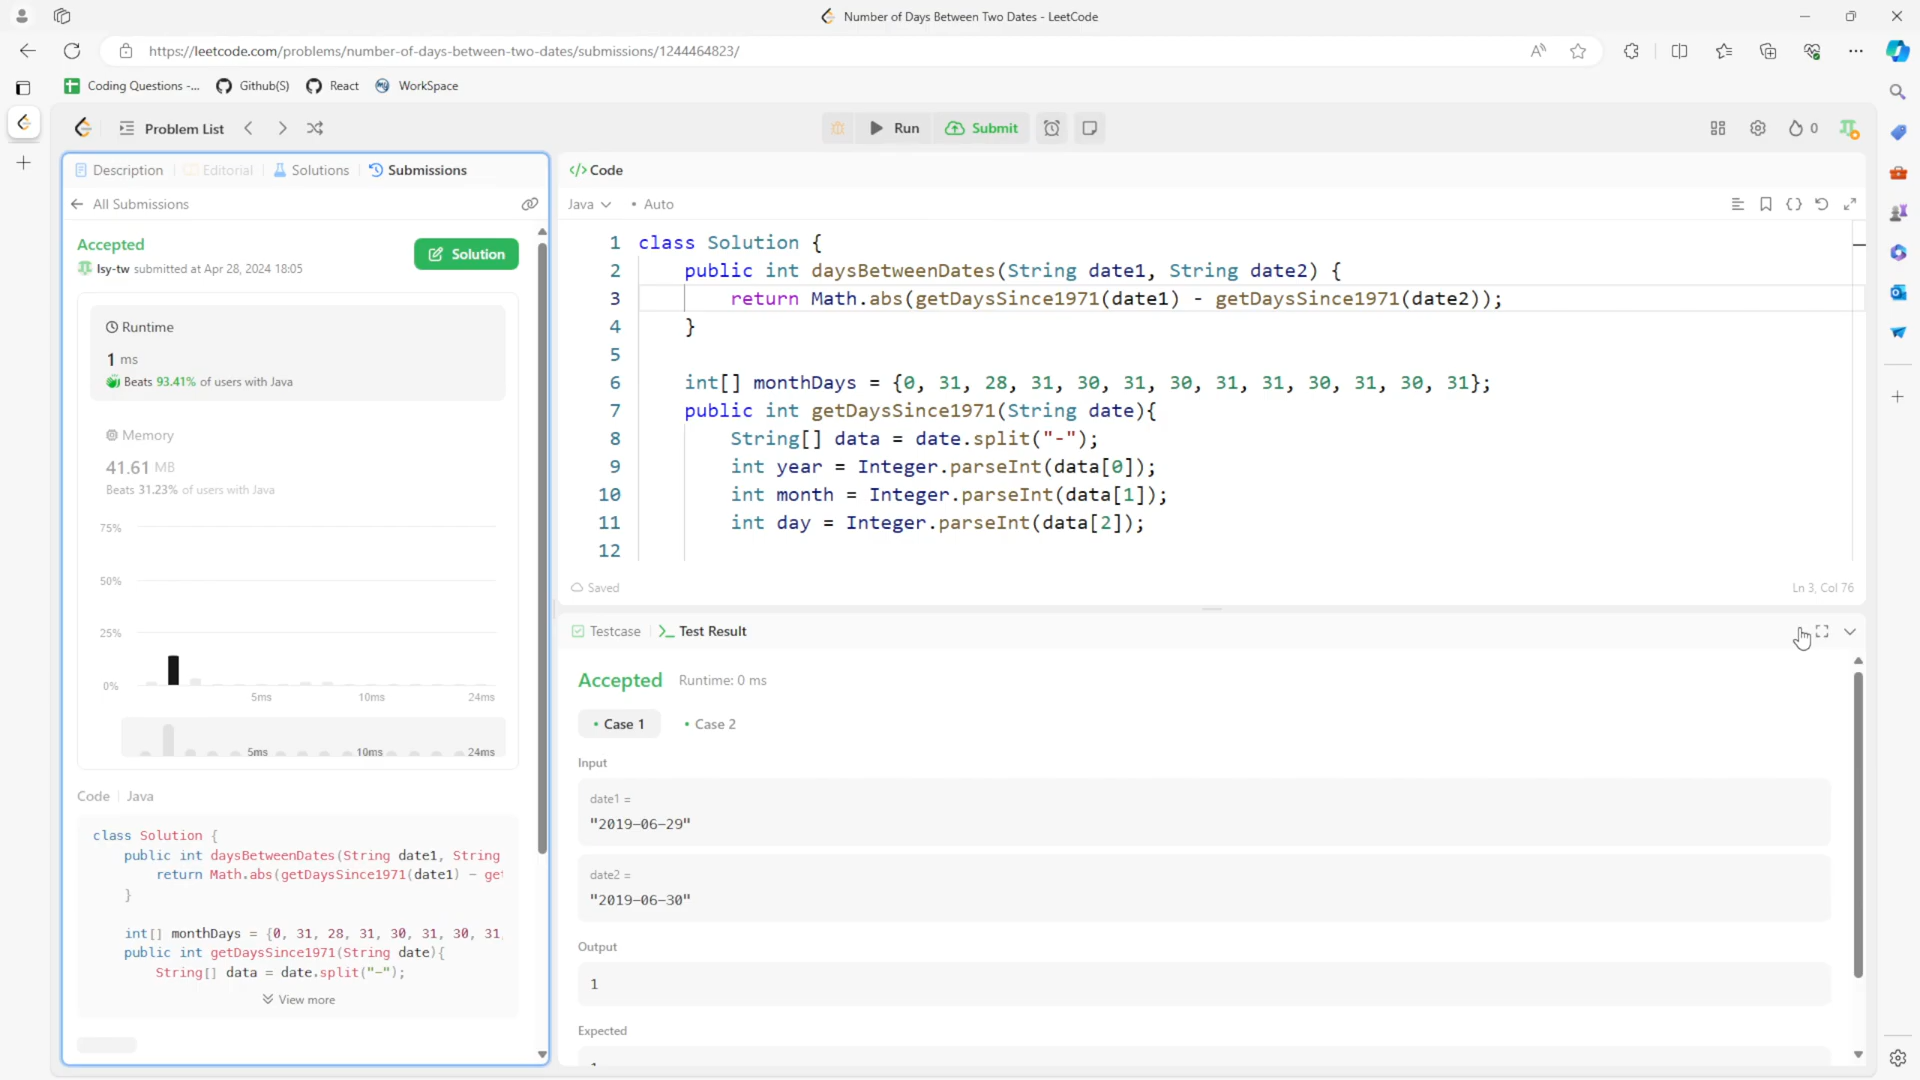 Number of Days Between Two Dates - LeetCode
https://leetcode.com/problems/number-of-days-between-two-dates/submissions/1244464823/
Coding Questions -...
Github(S)
React
WorkSpace
Problem List
Run
Submit
0
Description
Editorial
Solutions
Submissions
All Submissions
Accepted
lsy-tw submitted at Apr 28, 2024 18:05
Solution
Runtime
1 ms
Beats 93.41% of users with Java
Memory
41.61 MB
Beats 31.23% of users with Java
75%
50%
25%
0%
5ms 10ms 24ms
5ms 10ms 24ms
Code | Java
class Solution {
public int daysBetweenDates(String date1, String
return Math.abs(getDaysSince1971(date1) - get
}
int[] monthDays = {0, 31, 28, 31, 30, 31, 30, 31,
public int getDaysSince1971(String date){
String[] data = date.split("-");
View more
</> Code
Java
• Auto
1 class Solution {
2 public int daysBetweenDates(String date1, String date2) {
3 return Math.abs(getDaysSince1971(date1) - getDaysSince1971(date2));
4 }
5
6 int[] monthDays = {0, 31, 28, 31, 30, 31, 30, 31, 31, 30, 31, 30, 31};
7 public int getDaysSince1971(String date){
8 String[] data = date.split("-");
9 int year = Integer.parseInt(data[0]);
10 int month = Integer.parseInt(data[1]);
11 int day = Integer.parseInt(data[2]);
12
Saved
Ln 3, Col 76
Testcase
Test Result
Accepted Runtime: 0 ms
• Case 1 • Case 2
Input
date1 =
"2019-06-29"
date2 =
"2019-06-30"
Output
1
Expected